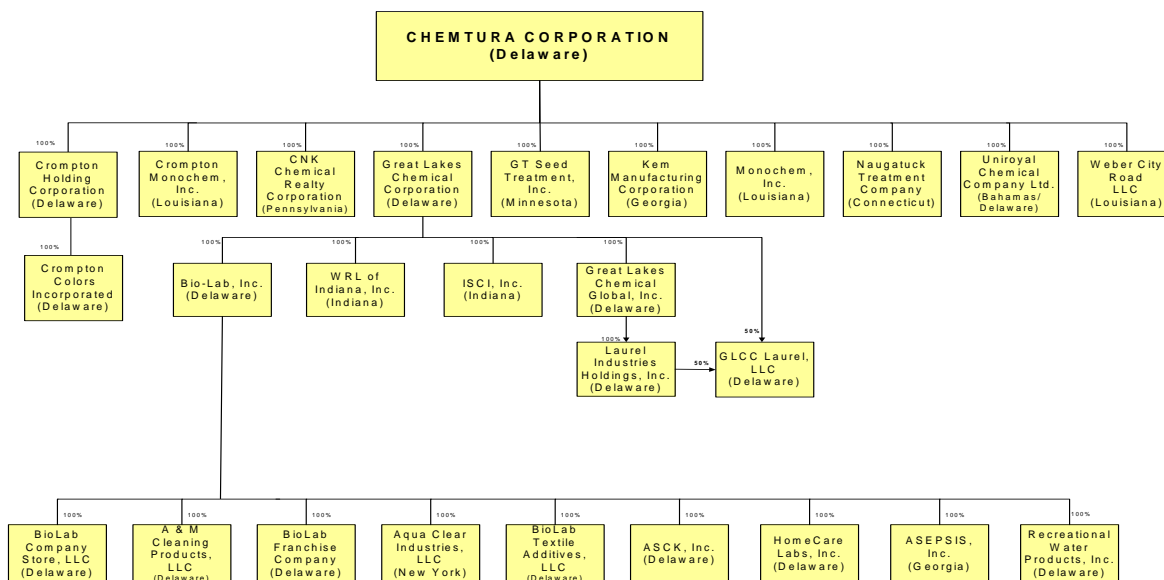 CHEMTURA CORPORATION
(Delaware)
100%
100%
100%
100%
100%
100%
100%
100%
100%
100%
Crompton
Holding
Corporation
(Delaware)
Crompton
Monochem,
Inc.
(Louisiana)
CNK
Chemical
Realty
Corporation
(Pennsylvania)
Great Lakes
Chemical
Corporation
(Delaware)
GT Seed
Treatment,
Inc.
(Minnesota)
Kem
Manufacturing
Corporation
(Georgia)
Monochem,
Inc.
(Louisiana)
Naugatuck
Treatment
Company
(Connecticut)
Uniroyal
Chemical
Company Ltd.
(Bahamas/
Delaware)
Weber City
Road
LLC
(Louisiana)
100%
100%
100%
100%
100%
Crompton
Colors
Incorporated
(Delaware)
Bio-Lab, Inc.
(Delaware)
WRL of
Indiana, Inc.
(Indiana)
ISCI, Inc.
(Indiana)
Great Lakes
Chemical
Global, Inc.
(Delaware)
100%
50%
Laurel
Industries
Holdings, Inc.
(Delaware)
50%
GLCC Laurel,
LLC
(Delaware)
100%
100%
100%
100%
100%
100%
100%
100%
100%
BioLab
Company
Store, LLC
(Delaware)
A & M
Cleaning
Products,
LLC
(Delaware)
BioLab
Franchise
Company
(Delaware)
Aqua Clear
Industries,
LLC
(New York)
BioLab
Textile
Additives,
LLC
(Delaware)
ASCK, Inc.
(Delaware)
HomeCare
Labs, Inc.
(Delaware)
ASEPSIS,
Inc.
(Georgia)
Recreational
Water
Products, Inc.
(Delaware)